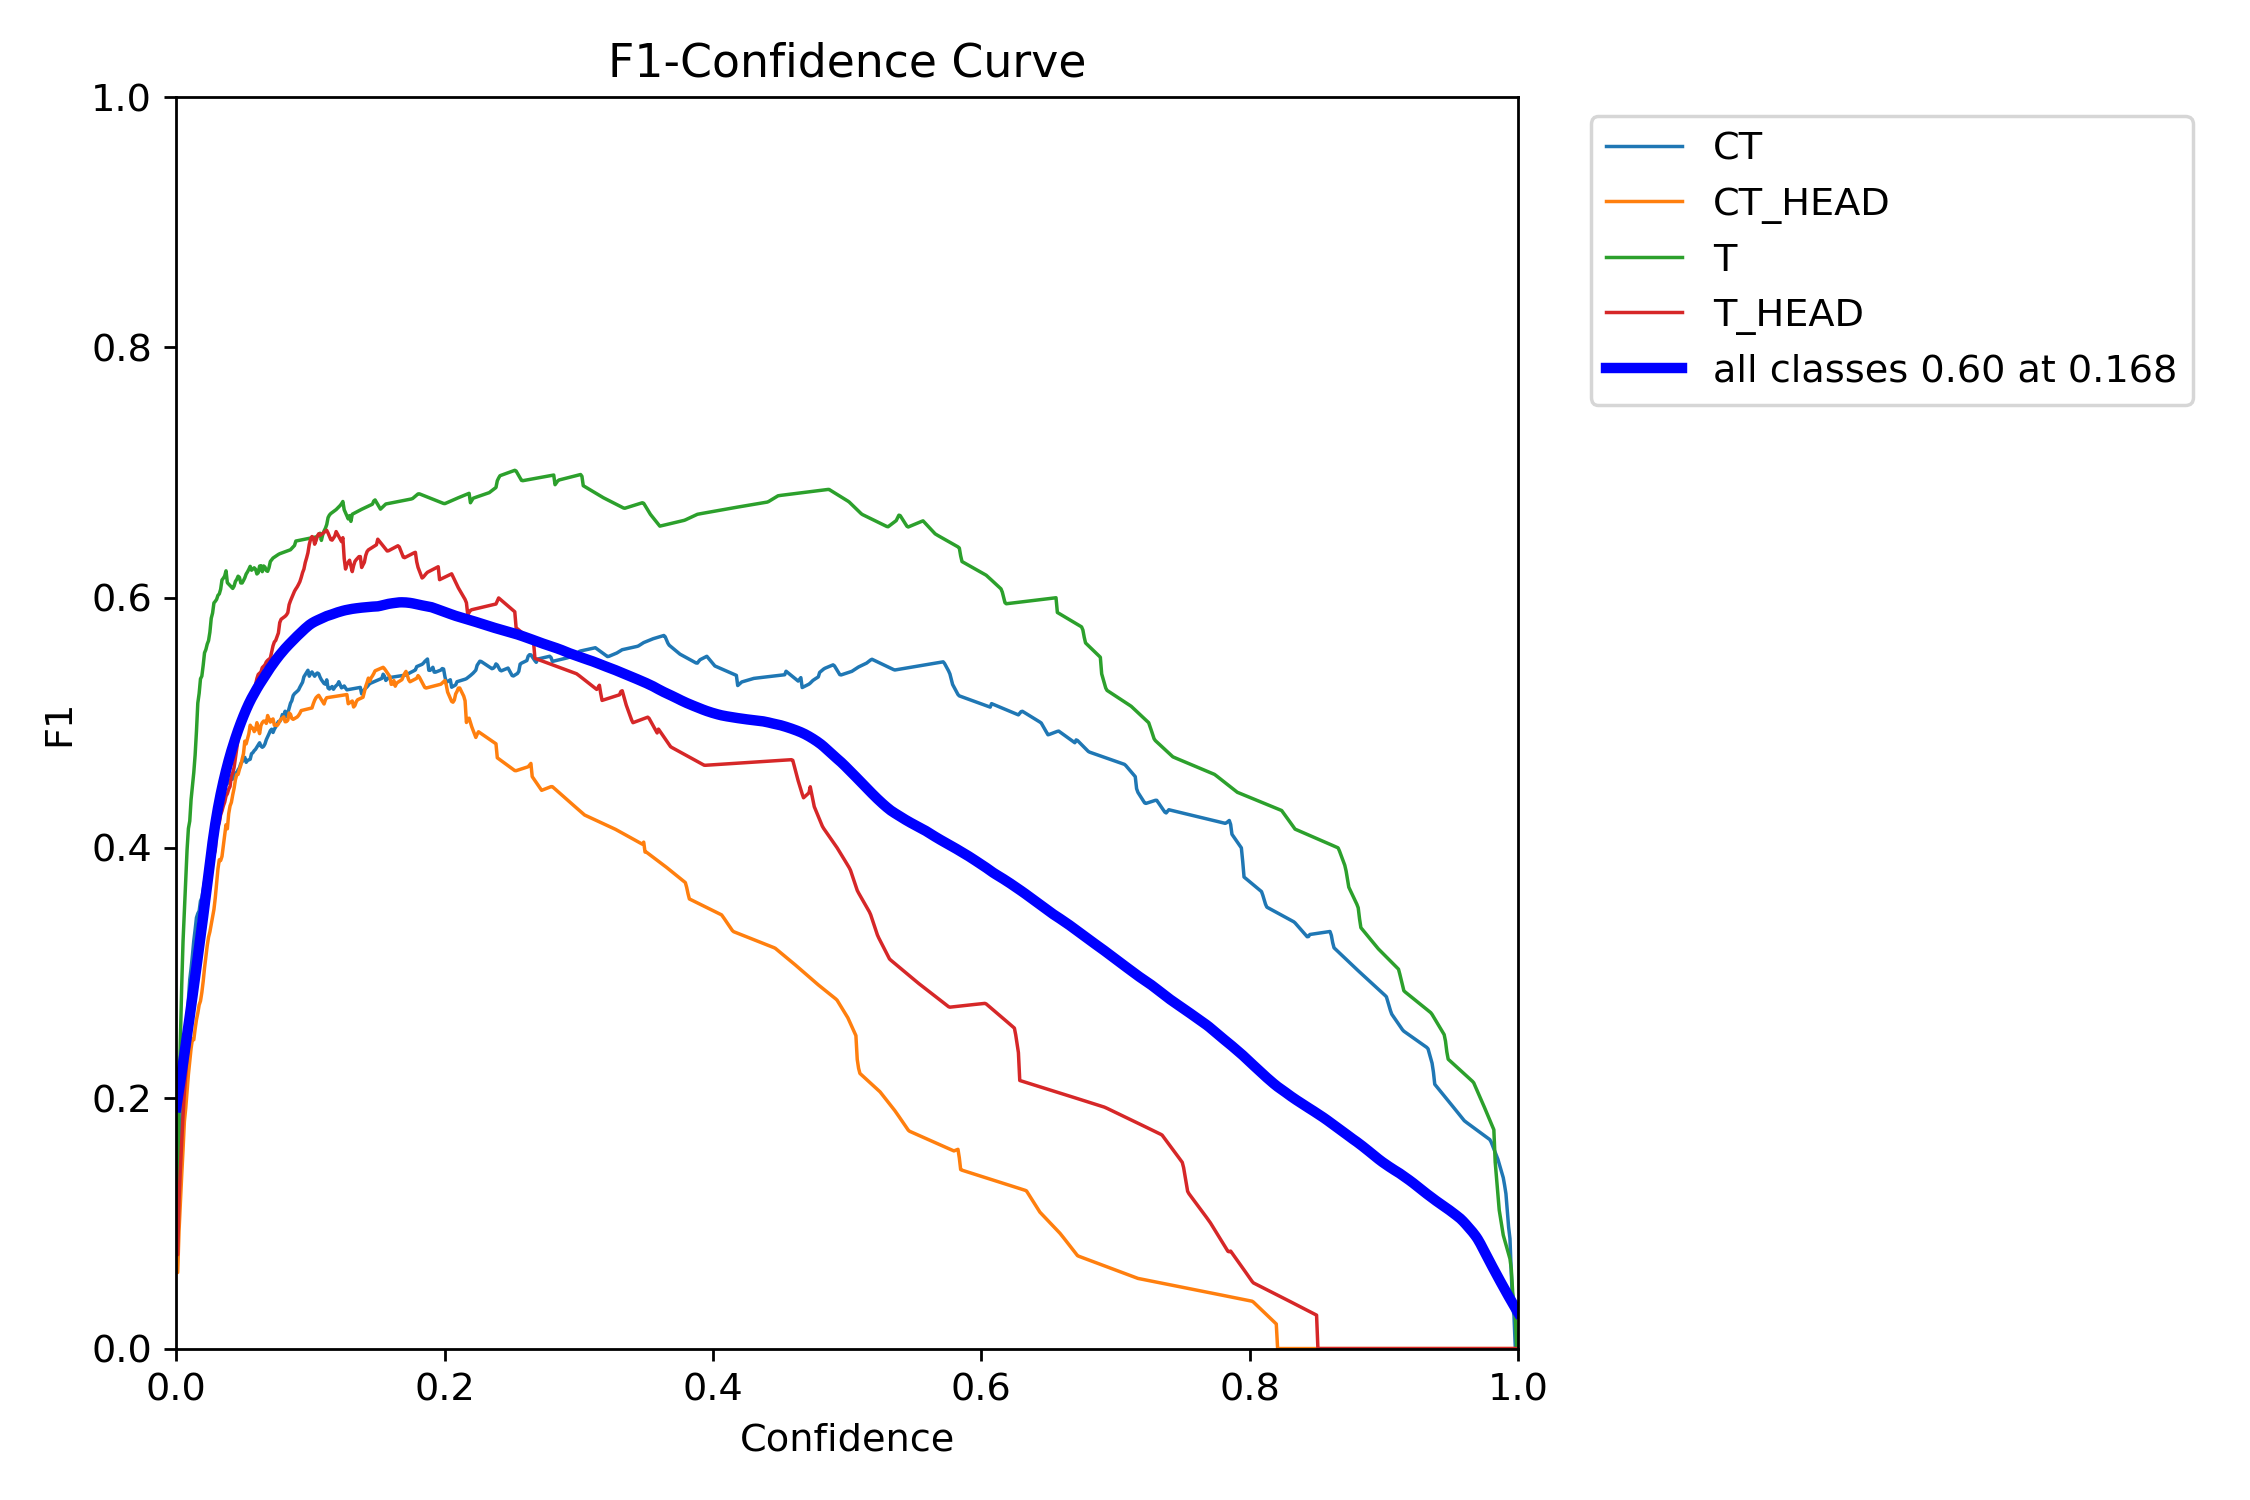 F1-Confidence Curve
1.0
0.8
0.6
0.4
0.2
0.0
F1
0.0 0.2 0.4 0.6 0.8 1.0
Confidence
CT
CT_HEAD
T
T_HEAD
all classes 0.60 at 0.168